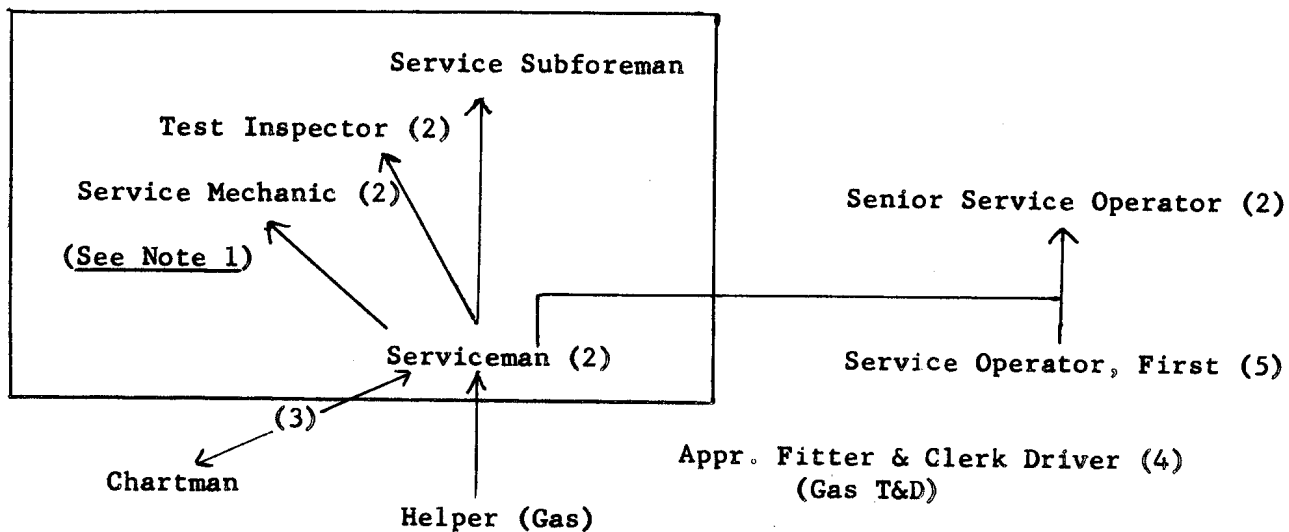 Service Subforeman
Test Inspector (2)
Service Mechanic (2)
(See Note 1)
Senior Service Operator (2)
Serviceman (2)
Service Operator, First (5)
(3)
Chartman
Appr. Fitter & Clerk Driver (4)
(Gas T&D)
Helper (Gas)